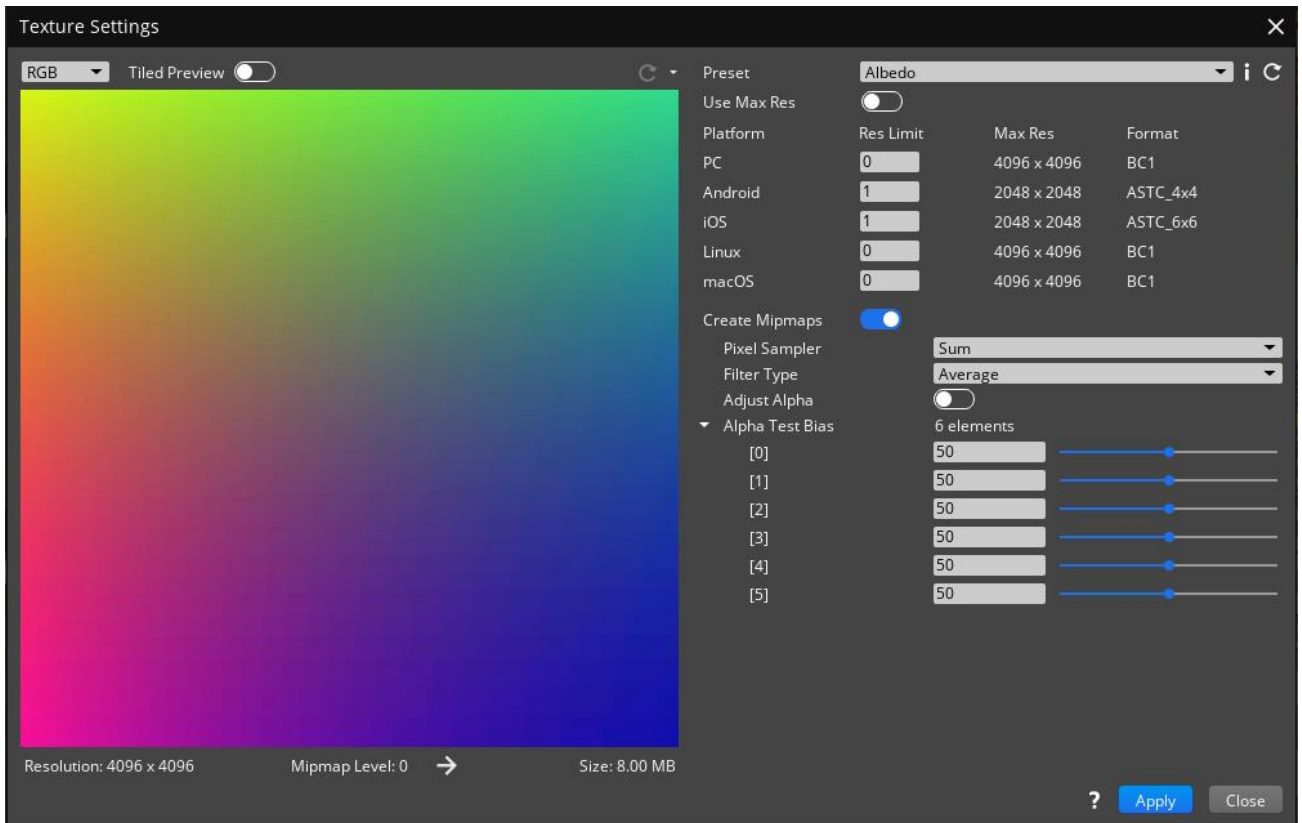 Texture Settings
RGB Tiled Preview
Preset Albedo
Use Max Res
Platform Res Limit Max Res Format
PC 0 4096 x 4096 BC1
Android 1 2048 x 2048 ASTC_4x4
iOS 1 2048 x 2048 ASTC_6x6
Linux 0 4096 x 4096 BC1
macOS 0 4096 x 4096 BC1
Create Mipmaps
Pixel Sampler Sum
Filter Type Average
Adjust Alpha
Alpha Test Bias 6 elements
[0] 50
[1] 50
[2] 50
[3] 50
[4] 50
[5] 50
Resolution: 4096 x 4096 Mipmap Level: 0 Size: 8.00 MB
? Apply Close